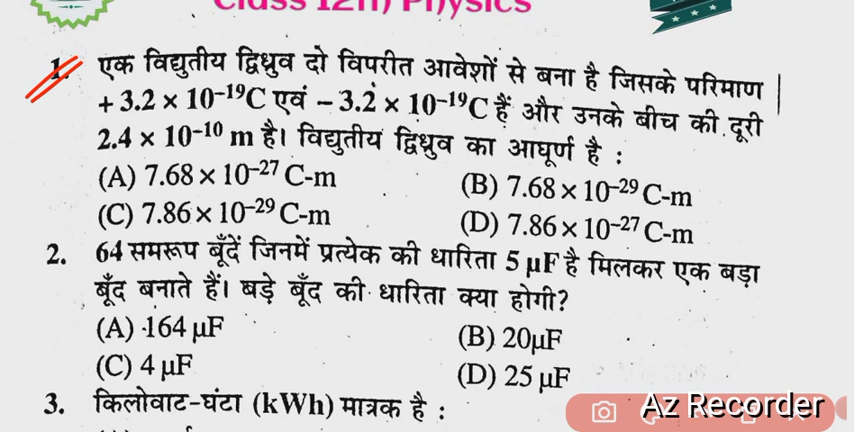 Class 12th Physics
1. एक विद्युतीय द्विध्रुव दो विपरीत आवेशों से बना है जिसके परिमाण
+ 3.2 × 10⁻¹⁹C एवं – 3.2 × 10⁻¹⁹C हैं और उनके बीच की दूरी
2.4 × 10⁻¹⁰ m है। विद्युतीय द्विध्रुव का आघूर्ण है :
(A) 7.68 × 10⁻²⁷ C-m (B) 7.68 × 10⁻²⁹ C-m
(C) 7.86 × 10⁻²⁹ C-m (D) 7.86 × 10⁻²⁷ C-m
2. 64 समरूप बूँदें जिनमें प्रत्येक की धारिता 5 μF है मिलकर एक बड़ा
बूँद बनाते हैं। बड़े बूँद की धारिता क्या होगी?
(A) 164 μF (B) 20μF
(C) 4 μF (D) 25 μF
3. किलोवाट-घंटा (kWh) मात्रक है :
Az Recorder